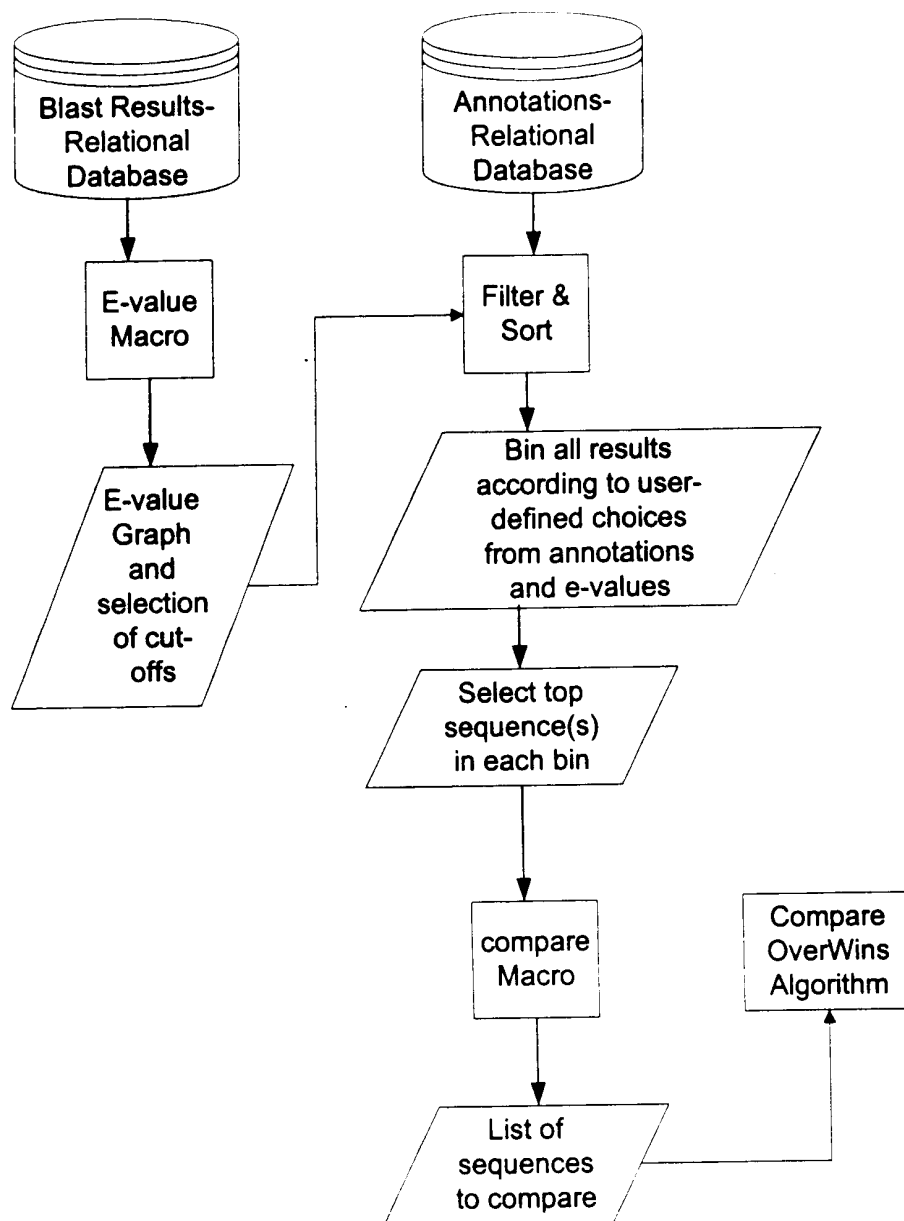 Blast Results-
Relational
Database
Annotations-
Relational
Database
E-value
Macro
Filter &
Sort
E-value
Graph
and
selection
of cut-
offs
Bin all results
according to user-
defined choices
from annotations
and e-values
Select top
sequence(s)
in each bin
compare
Macro
Compare
OverWins
Algorithm
List of
sequences
to compare